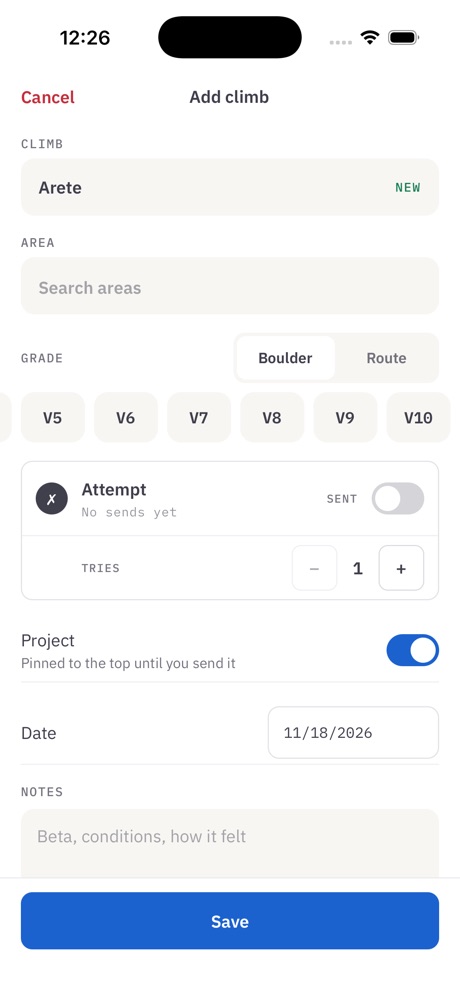 12:26
Cancel
Add climb
CLIMB
Arete
NEW
AREA
Search areas
GRADE
Boulder
Route
V5
V6
V7
V8
V9
V10
✗
Attempt
No sends yet
SENT
TRIES
−
1
+
Project
Pinned to the top until you send it
Date
11/18/2026
NOTES
Beta, conditions, how it felt
Save